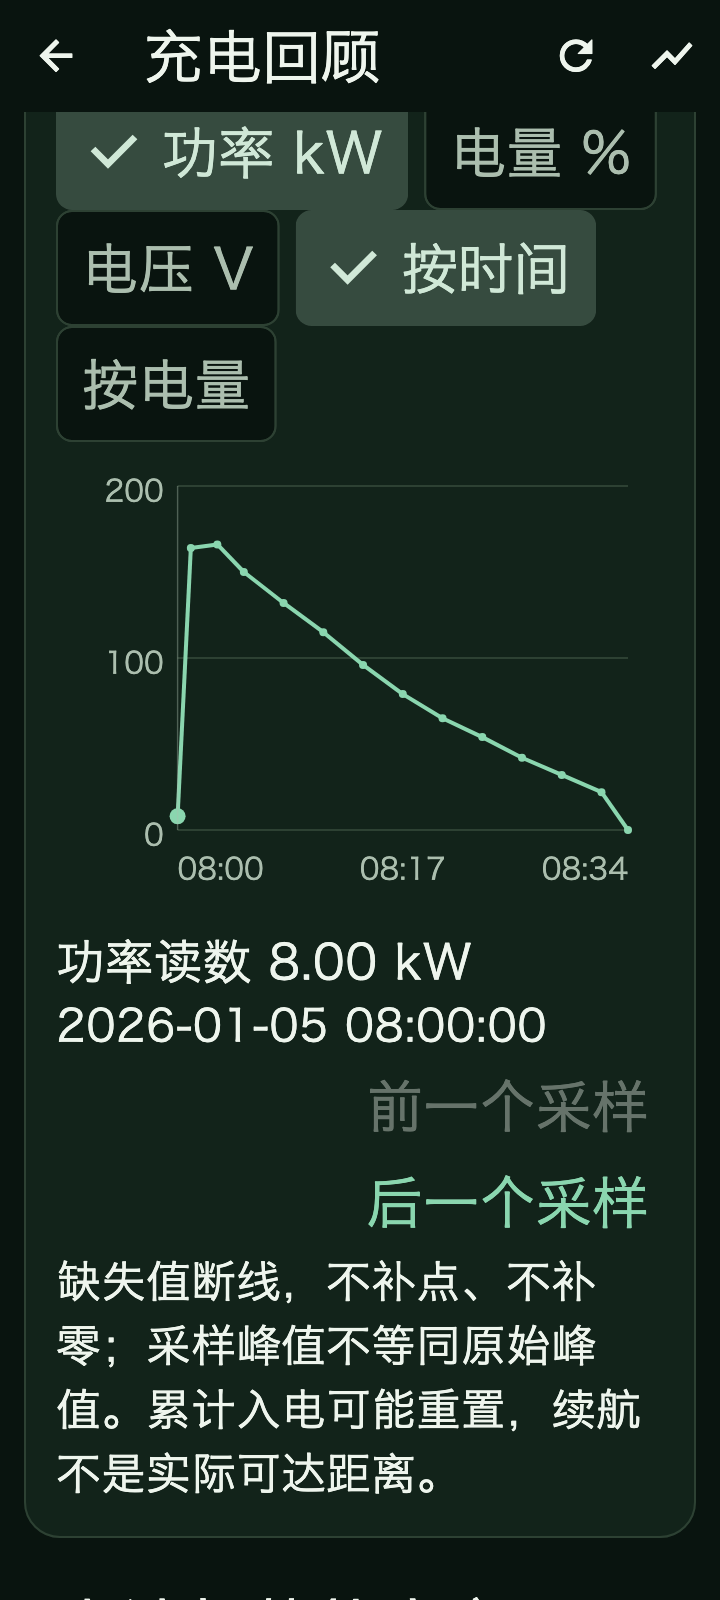 充电回顾
功率 kW
电量 %
电压 V
按时间
按电量
200
100
0
08:00 08:17 08:34
功率读数 8.00 kW
2026-01-05 08:00:00
前一个采样
后一个采样
缺失值断线，不补点、不补
零；采样峰值不等同原始峰
值。累计入电可能重置，续航
不是实际可达距离。